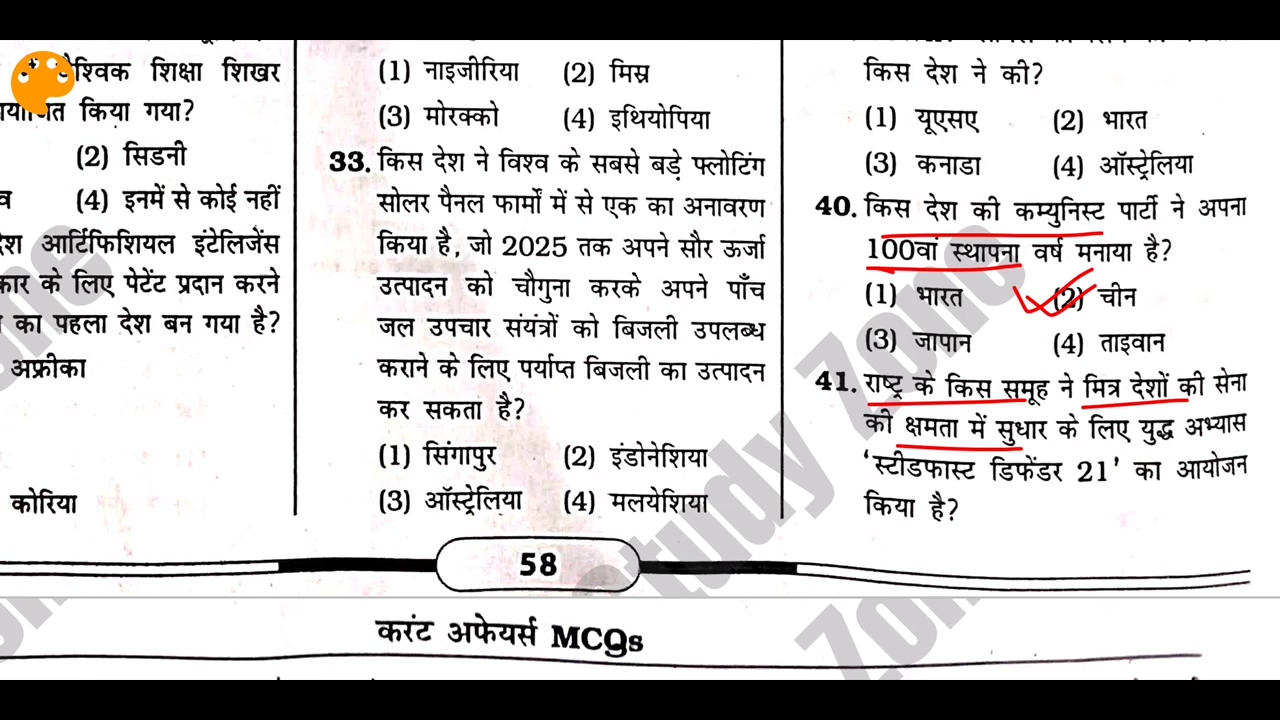 वैश्विक शिक्षा शिखर
किया गया?
(2) सिडनी
(4) इनमें से कोई नहीं
आर्टिफिशियल इंटेलिजेंस
के लिए पेटेंट प्रदान करने
का पहला देश बन गया है?
अफ्रीका
कोरिया
(1) नाइजीरिया (2) मिस्र
(3) मोरक्को (4) इथियोपिया
33. किस देश ने विश्व के सबसे बड़े फ्लोटिंग
सोलर पैनल फार्मों में से एक का अनावरण
किया है, जो 2025 तक अपने सौर ऊर्जा
उत्पादन को चौगुना करके अपने पाँच
जल उपचार संयंत्रों को बिजली उपलब्ध
कराने के लिए पर्याप्त बिजली का उत्पादन
कर सकता है?
(1) सिंगापुर (2) इंडोनेशिया
(3) ऑस्ट्रेलिया (4) मलयेशिया
किस देश ने की?
(1) यूएसए (2) भारत
(3) कनाडा (4) ऑस्ट्रेलिया
40. किस देश की कम्युनिस्ट पार्टी ने अपना
100वां स्थापना वर्ष मनाया है?
(1) भारत (2) चीन
(3) जापान (4) ताइवान
41. राष्ट्र के किस समूह ने मित्र देशों की सेना
की क्षमता में सुधार के लिए युद्ध अभ्यास
'स्टीडफास्ट डिफेंडर 21' का आयोजन
किया है?
58
करंट अफेयर्स MCQs
Study Zone